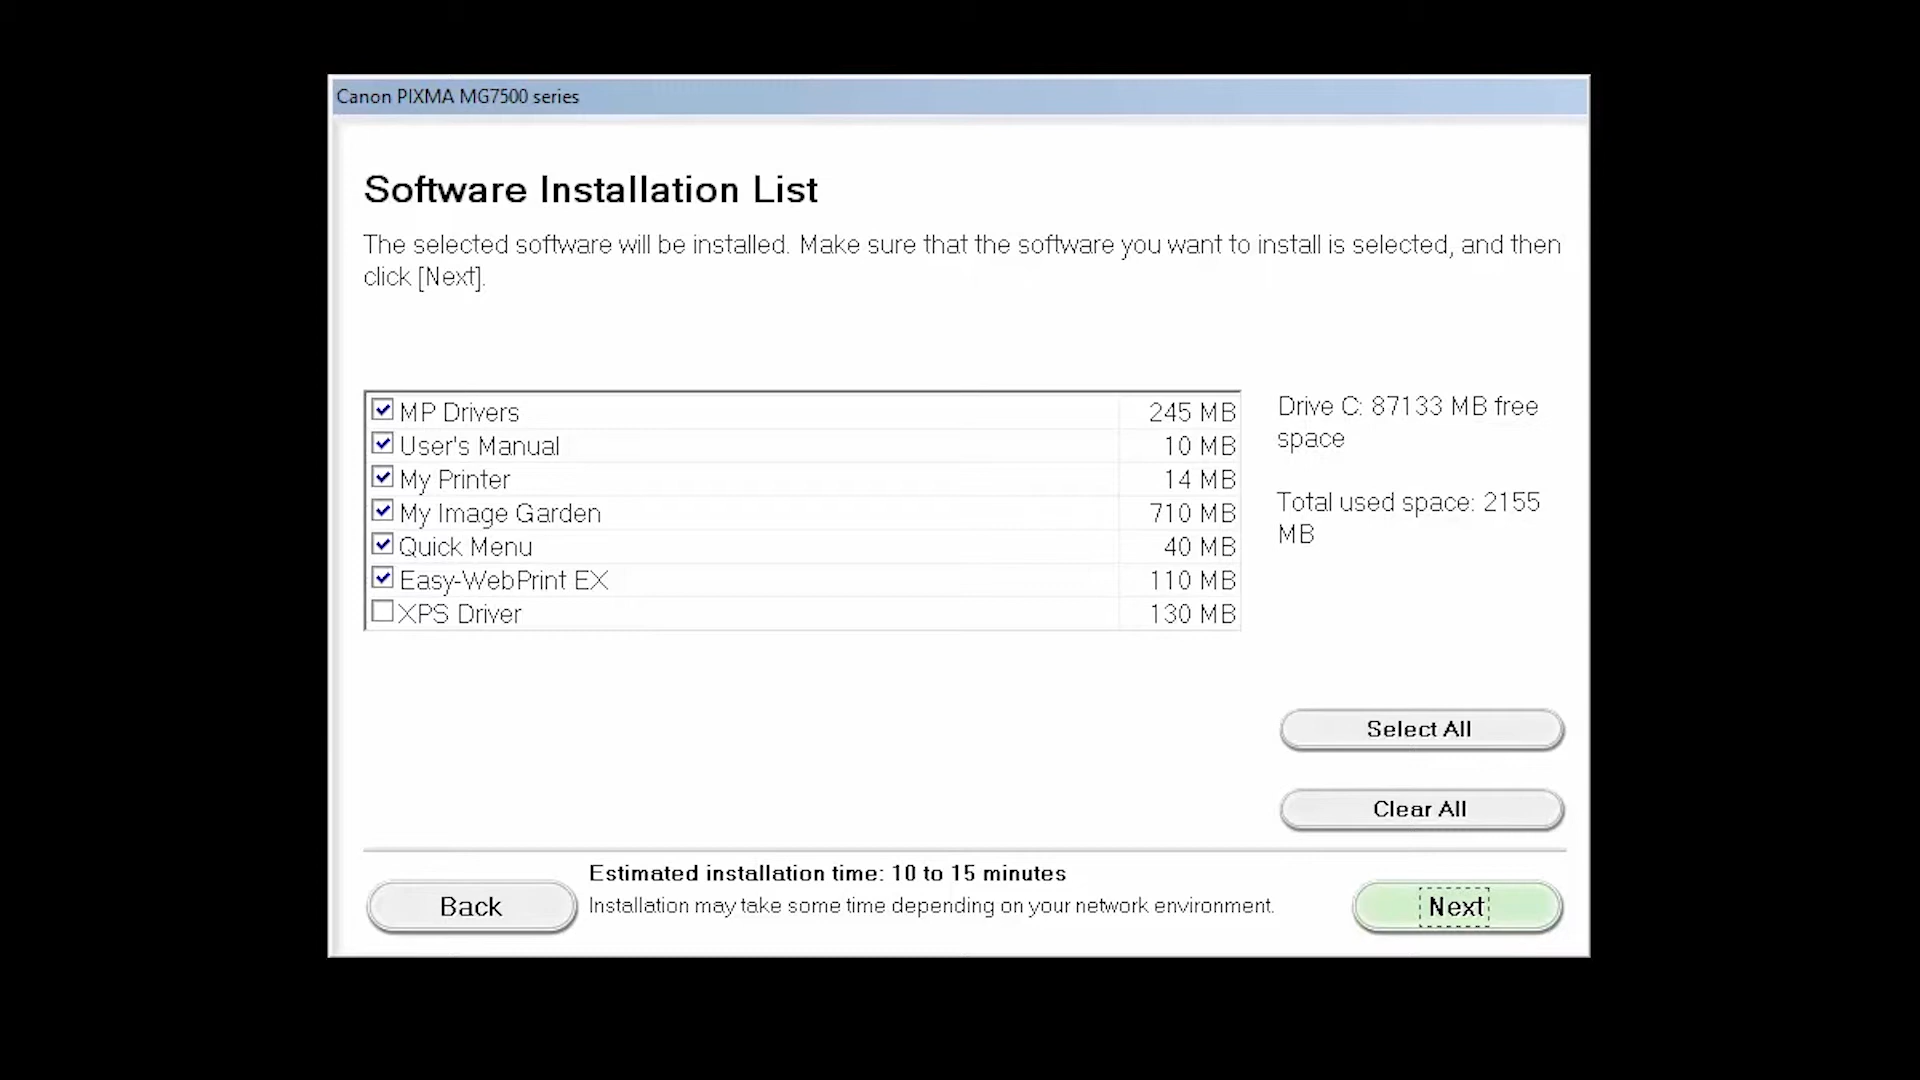 Canon PIXMA MG7500 series
Software Installation List
The selected software will be installed. Make sure that the software you want to install is selected, and then
click [Next].
MP Drivers 245 MB
User's Manual 10 MB
My Printer 14 MB
My Image Garden 710 MB
Quick Menu 40 MB
Easy-WebPrint EX 110 MB
XPS Driver 130 MB
Drive C: 87133 MB free
space
Total used space: 2155
MB
Select All
Clear All
Estimated installation time: 10 to 15 minutes
Installation may take some time depending on your network environment.
Back
Next